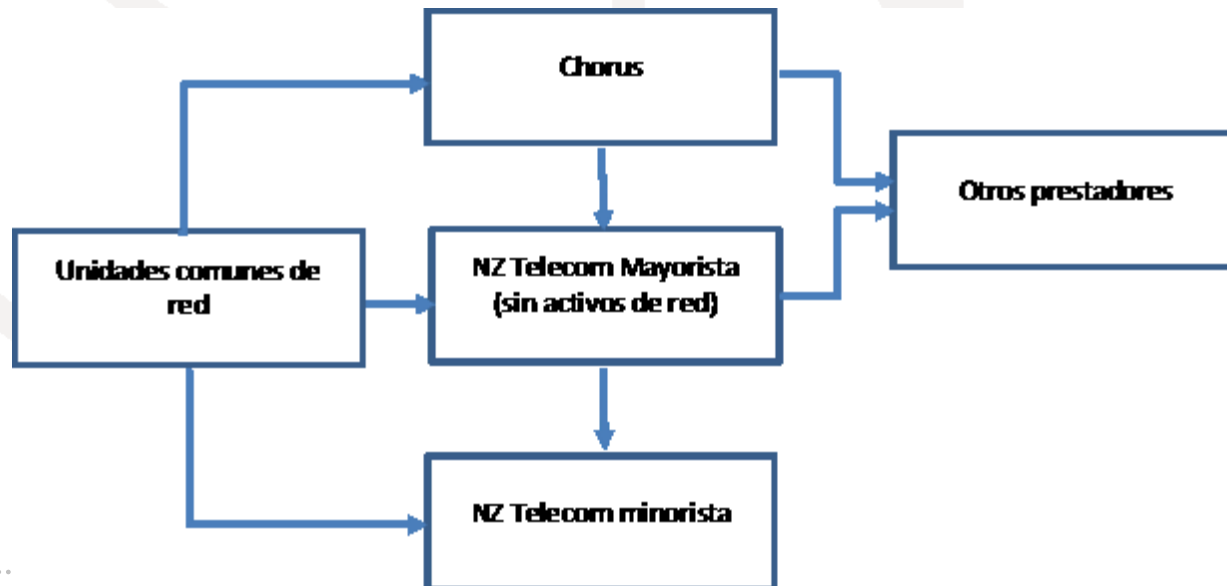 Chorus
Otros prestadores
Unidades comunes de
red
NZ Telecom Mayorista
(sin activos de red)
NZ Telecom minorista